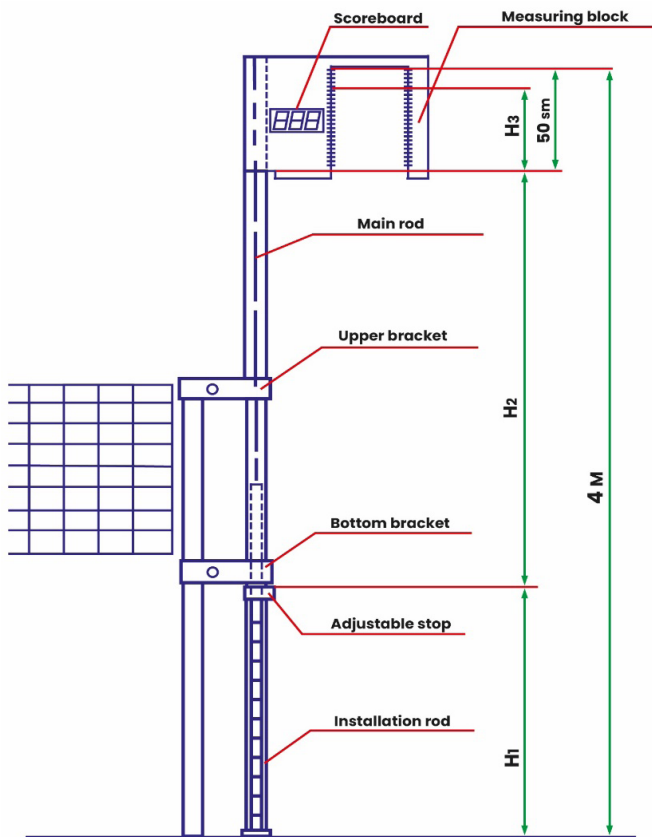 Scoreboard
Measuring block
888
H3
50 sm
Main rod
Upper bracket
H2
4 M
Bottom bracket
Adjustable stop
Installation rod
H1